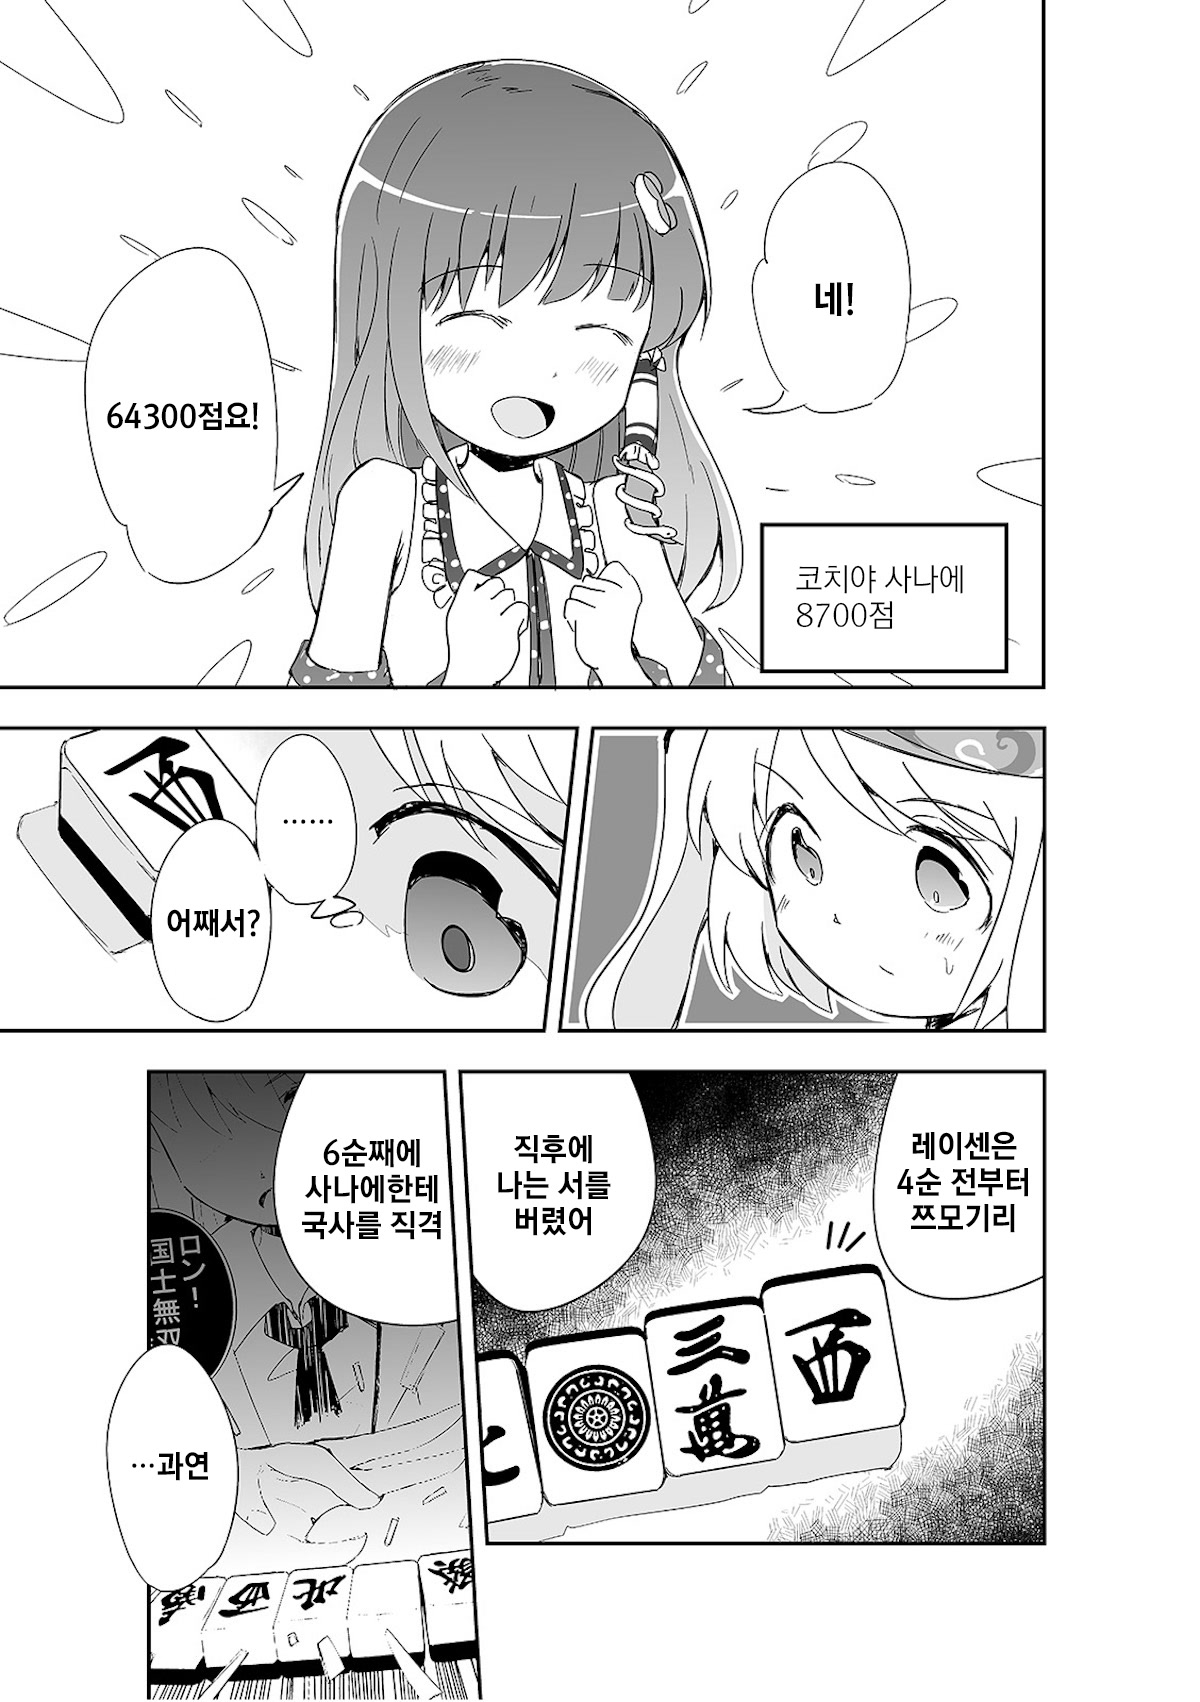 네!
64300점요!
코치야 사나에
8700점
西
……
어째서?
레이센은
4순 전부터
쯔모기리
직후에
나는 서를
버렸어
三萬
西
6순째에
사나에한테
국사를 직격
ロン！
国士無双
…과연
北
西
發